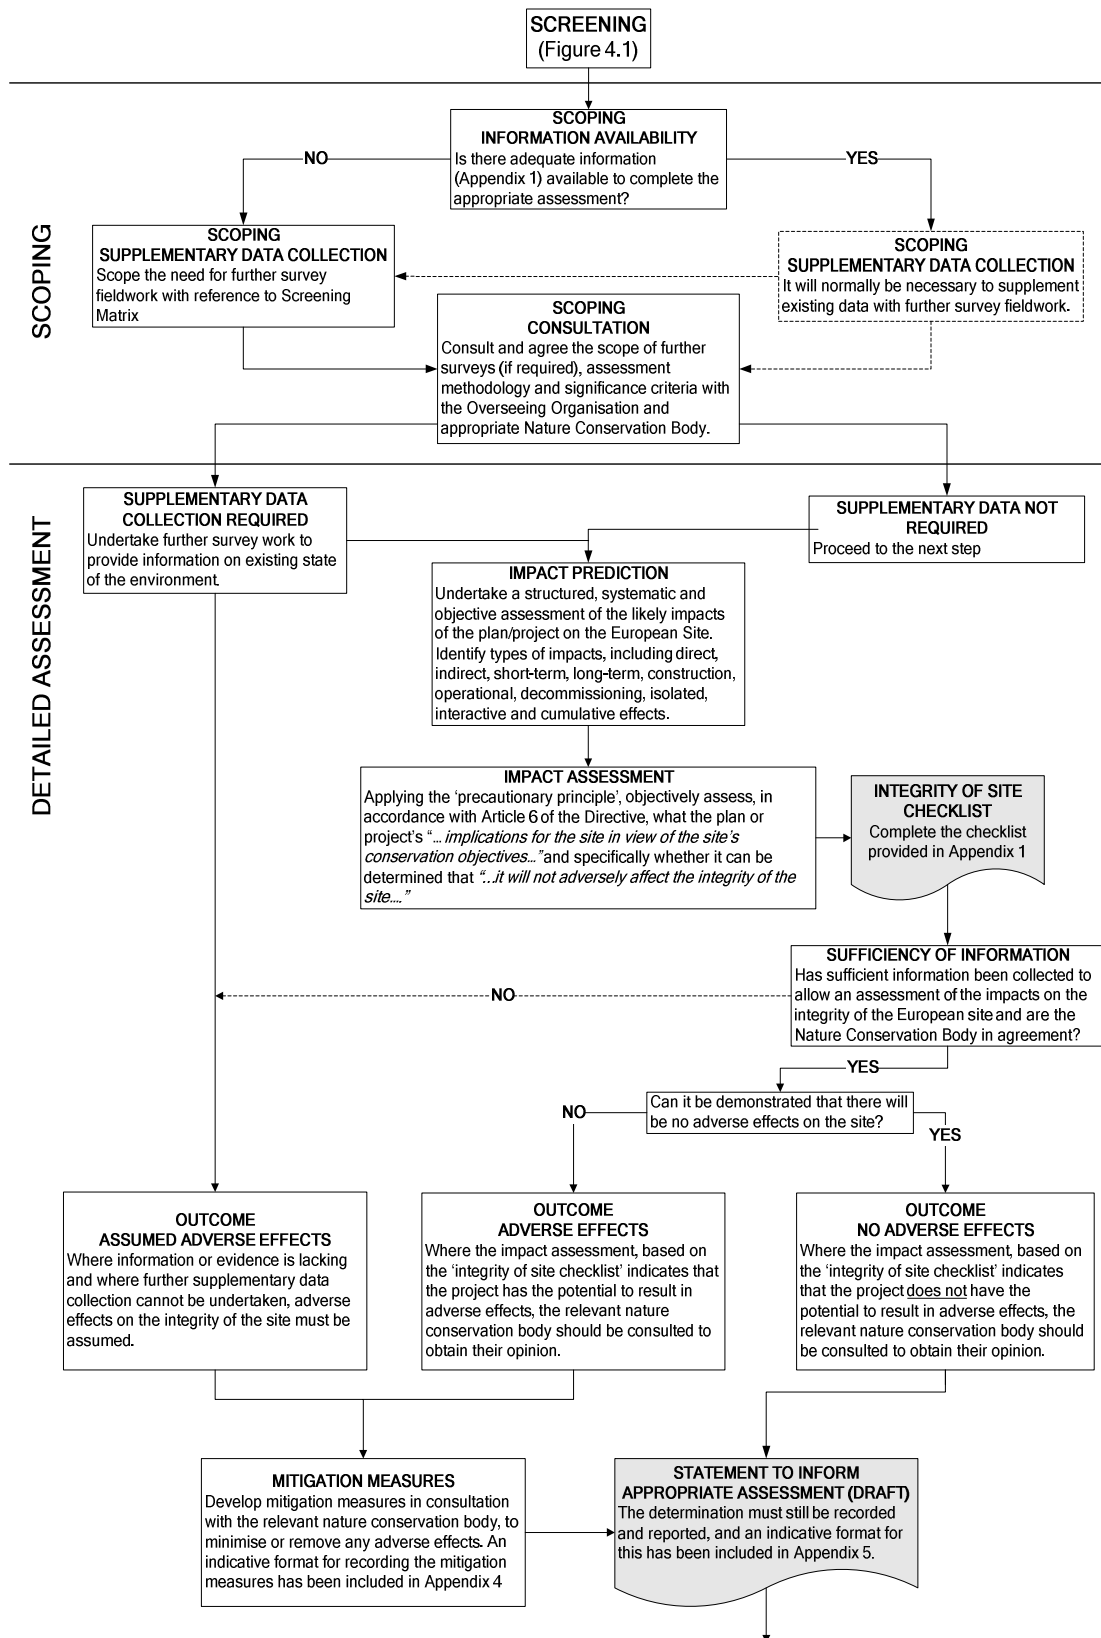 SCREENING
(Figure 4.1)
SCOPING
SCOPING
INFORMATION AVAILABILITY
Is there adequate information
(Appendix 1) available to complete the
appropriate assessment?
NO
YES
SCOPING
SUPPLEMENTARY DATA COLLECTION
Scope the need for further survey
fieldwork with reference to Screening
Matrix
SCOPING
SUPPLEMENTARY DATA COLLECTION
It will normally be necessary to supplement
existing data with further survey fieldwork.
SCOPING
CONSULTATION
Consult and agree the scope of further
surveys (if required), assessment
methodology and significance criteria with
the Overseeing Organisation and
appropriate Nature Conservation Body.
DETAILED ASSESSMENT
SUPPLEMENTARY DATA
COLLECTION REQUIRED
Undertake further survey work to
provide information on existing state
of the environment.
SUPPLEMENTARY DATA NOT
REQUIRED
Proceed to the next step
IMPACT PREDICTION
Undertake a structured, systematic and
objective assessment of the likely impacts
of the plan/project on the European Site.
Identify types of impacts, including direct,
indirect, short-term, long-term, construction,
operational, decommissioning, isolated,
interactive and cumulative effects.
IMPACT ASSESSMENT
Applying the ‘precautionary principle’, objectively assess, in
accordance with Article 6 of the Directive, what the plan or
project’s “... implications for the site in view of the site’s
conservation objectives...” and specifically whether it can be
determined that “...it will not adversely affect the integrity of the
site....”
INTEGRITY OF SITE
CHECKLIST
Complete the checklist
provided in Appendix 1
SUFFICIENCY OF INFORMATION
Has sufficient information been collected to
allow an assessment of the impacts on the
integrity of the European site and are the
Nature Conservation Body in agreement?
NO
YES
Can it be demonstrated that there will
be no adverse effects on the site?
NO
YES
OUTCOME
ASSUMED ADVERSE EFFECTS
Where information or evidence is lacking
and where further supplementary data
collection cannot be undertaken, adverse
effects on the integrity of the site must be
assumed.
OUTCOME
ADVERSE EFFECTS
Where the impact assessment, based on
the ‘integrity of site checklist’ indicates that
the project has the potential to result in
adverse effects, the relevant nature
conservation body should be consulted to
obtain their opinion.
OUTCOME
NO ADVERSE EFFECTS
Where the impact assessment, based on
the ‘integrity of site checklist’ indicates
that the project does not have the
potential to result in adverse effects, the
relevant nature conservation body should
be consulted to obtain their opinion.
MITIGATION MEASURES
Develop mitigation measures in consultation
with the relevant nature conservation body, to
minimise or remove any adverse effects. An
indicative format for recording the mitigation
measures has been included in Appendix 4
STATEMENT TO INFORM
APPROPRIATE ASSESSMENT (DRAFT)
The determination must still be recorded
and reported, and an indicative format for
this has been included in Appendix 5.